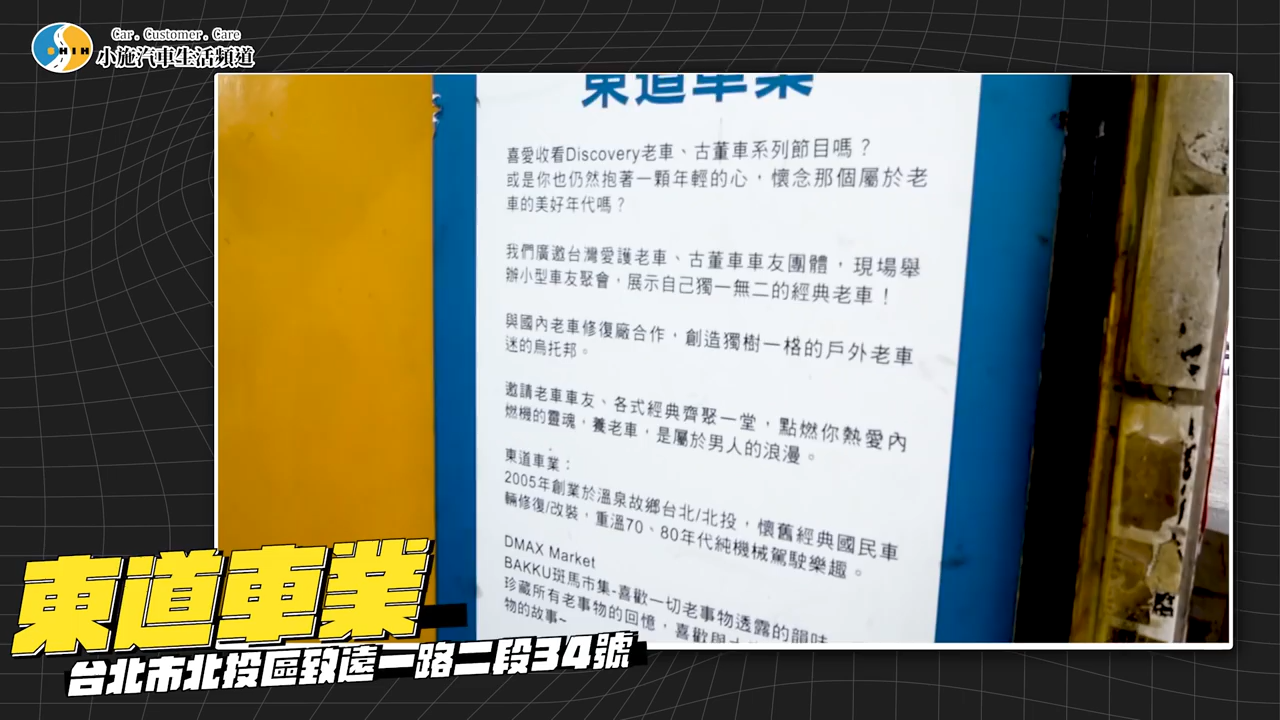 Car. Customer. Care
SHIH
小施汽車生活頻道
東道車業
喜愛收看Discovery老車、古董車系列節目嗎？
或是你也仍然抱著一顆年輕的心，懷念那個屬於老
車的美好年代嗎？
我們廣邀台灣愛護老車、古董車車友團體，現場舉
辦小型車友聚會，展示自己獨一無二的經典老車！
與國內老車修復廠合作，創造獨樹一格的戶外老車
迷的烏托邦。
邀請老車車友、各式經典齊聚一堂，點燃你熱愛內
燃機的靈魂，養老車，是屬於男人的浪漫。
東道車業：
2005年創業於溫泉故鄉台北/北投，懷舊經典國民車
輛修復/改裝，重溫70、80年代純機械駕駛樂趣。
DMAX Market
BAKKU斑馬市集-喜歡一切老事物透露的韻味
珍藏所有老事物的回憶，喜歡與
物的故事~
東道車業
台北市北投區致遠一路二段34號